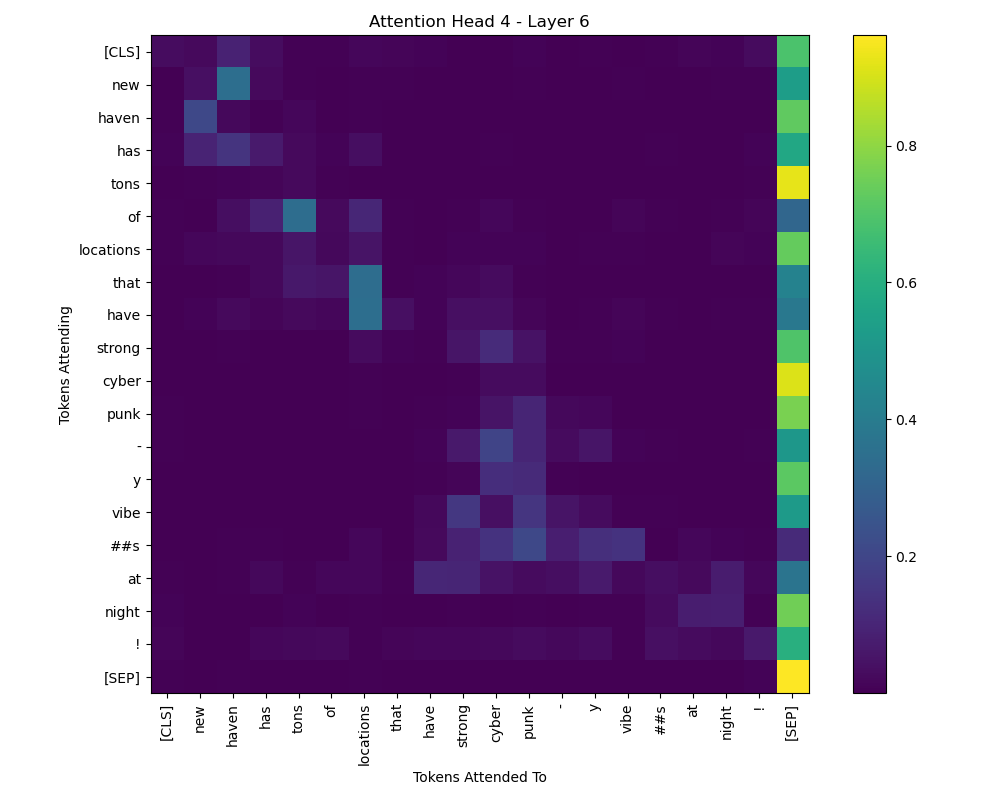 Attention Head 4 - Layer 6
[CLS]
new
haven
has
tons
of
locations
that
have
strong
cyber
punk
-
y
vibe
##s
at
night
!
[SEP]
Tokens Attending
[CLS]
new
haven
has
tons
of
locations
that
have
strong
cyber
punk
-
y
vibe
##s
at
night
!
[SEP]
Tokens Attended To
0.8
0.6
0.4
0.2